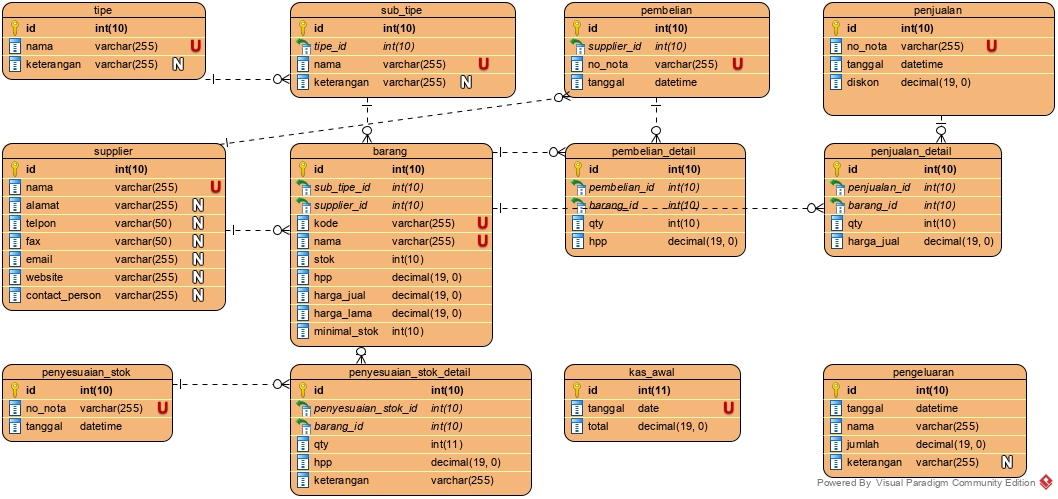 tipe
id int(10)
nama varchar(255) U
keterangan varchar(255) N
sub_tipe
id int(10)
tipe_id int(10)
nama varchar(255) U
keterangan varchar(255) N
pembelian
id int(10)
supplier_id int(10)
no_nota varchar(255) U
tanggal datetime
penjualan
id int(10)
no_nota varchar(255) U
tanggal datetime
diskon decimal(19, 0)
supplier
id int(10)
nama varchar(255) U
alamat varchar(255) N
telpon varchar(50) N
fax varchar(50) N
email varchar(255) N
website varchar(255) N
contact_person varchar(255) N
barang
id int(10)
sub_tipe_id int(10)
supplier_id int(10)
kode varchar(255) U
nama varchar(255) U
stok int(10)
hpp decimal(19, 0)
harga_jual decimal(19, 0)
harga_lama decimal(19, 0)
minimal_stok int(10)
pembelian_detail
id int(10)
pembelian_id int(10)
barang_id int(10)
qty int(10)
hpp decimal(19, 0)
penjualan_detail
id int(10)
penjualan_id int(10)
barang_id int(10)
qty int(10)
harga_jual decimal(19, 0)
penyesuaian_stok
id int(10)
no_nota varchar(255) U
tanggal datetime
penyesuaian_stok_detail
id int(10)
penyesuaian_stok_id int(10)
barang_id int(10)
qty int(11)
hpp decimal(19, 0)
keterangan varchar(255)
kas_awal
id int(11)
tanggal date U
total decimal(19, 0)
pengeluaran
id int(10)
tanggal datetime
nama varchar(255)
jumlah decimal(19, 0)
keterangan varchar(255) N
Powered By Visual Paradigm Community Edition